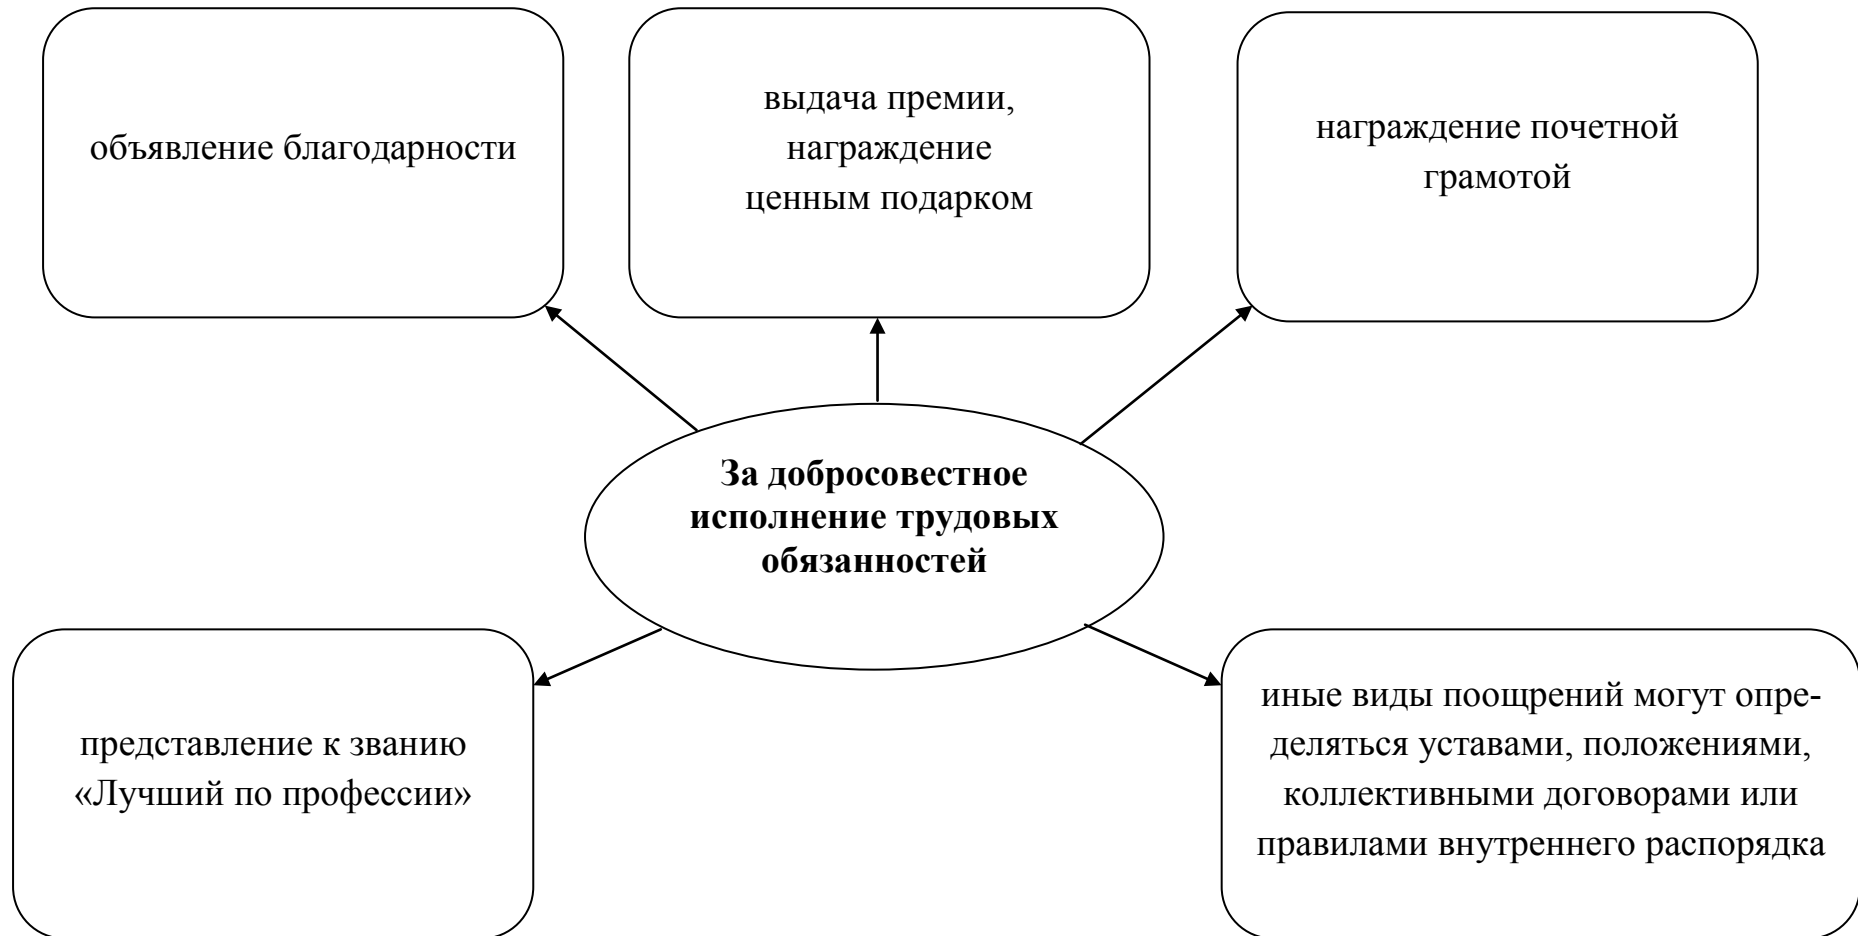 объявление благодарности
выдача премии,
награждение
ценным подарком
награждение почетной
грамотой
За добросовестное
исполнение трудовых
обязанностей
представление к званию
«Лучший по профессии»
иные виды поощрений могут опре-
деляться уставами, положениями,
коллективными договорами или
правилами внутреннего распорядка